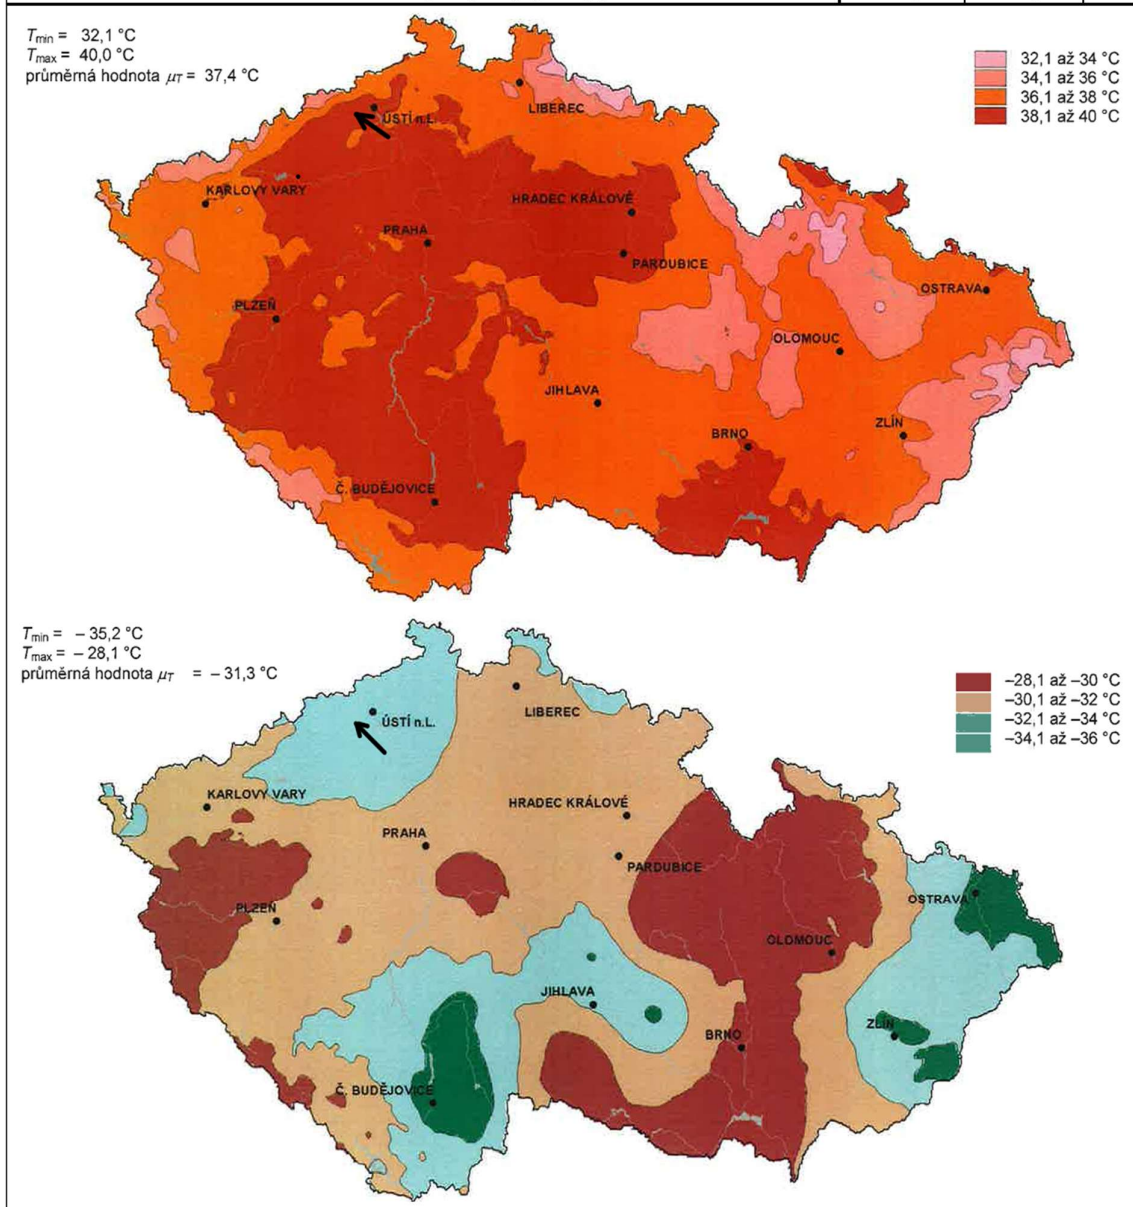 Tmin = 32,1 °C
Tmax = 40,0 °C
průměrná hodnota μT = 37,4 °C
32,1 až 34 °C
34,1 až 36 °C
36,1 až 38 °C
38,1 až 40 °C
LIBEREC
ÚSTÍ n.L.
KARLOVY VARY
HRADEC KRÁLOVÉ
PRAHA
PARDUBICE
OSTRAVA
PLZEŇ
OLOMOUC
JIHLAVA
ZLÍN
BRNO
Č. BUDĚJOVICE
Tmin = – 35,2 °C
Tmax = – 28,1 °C
průměrná hodnota μT = – 31,3 °C
–28,1 až –30 °C
–30,1 až –32 °C
–32,1 až –34 °C
–34,1 až –36 °C
LIBEREC
ÚSTÍ n.L.
KARLOVY VARY
HRADEC KRÁLOVÉ
PRAHA
PARDUBICE
OSTRAVA
PLZEŇ
OLOMOUC
JIHLAVA
ZLÍN
BRNO
Č. BUDĚJOVICE